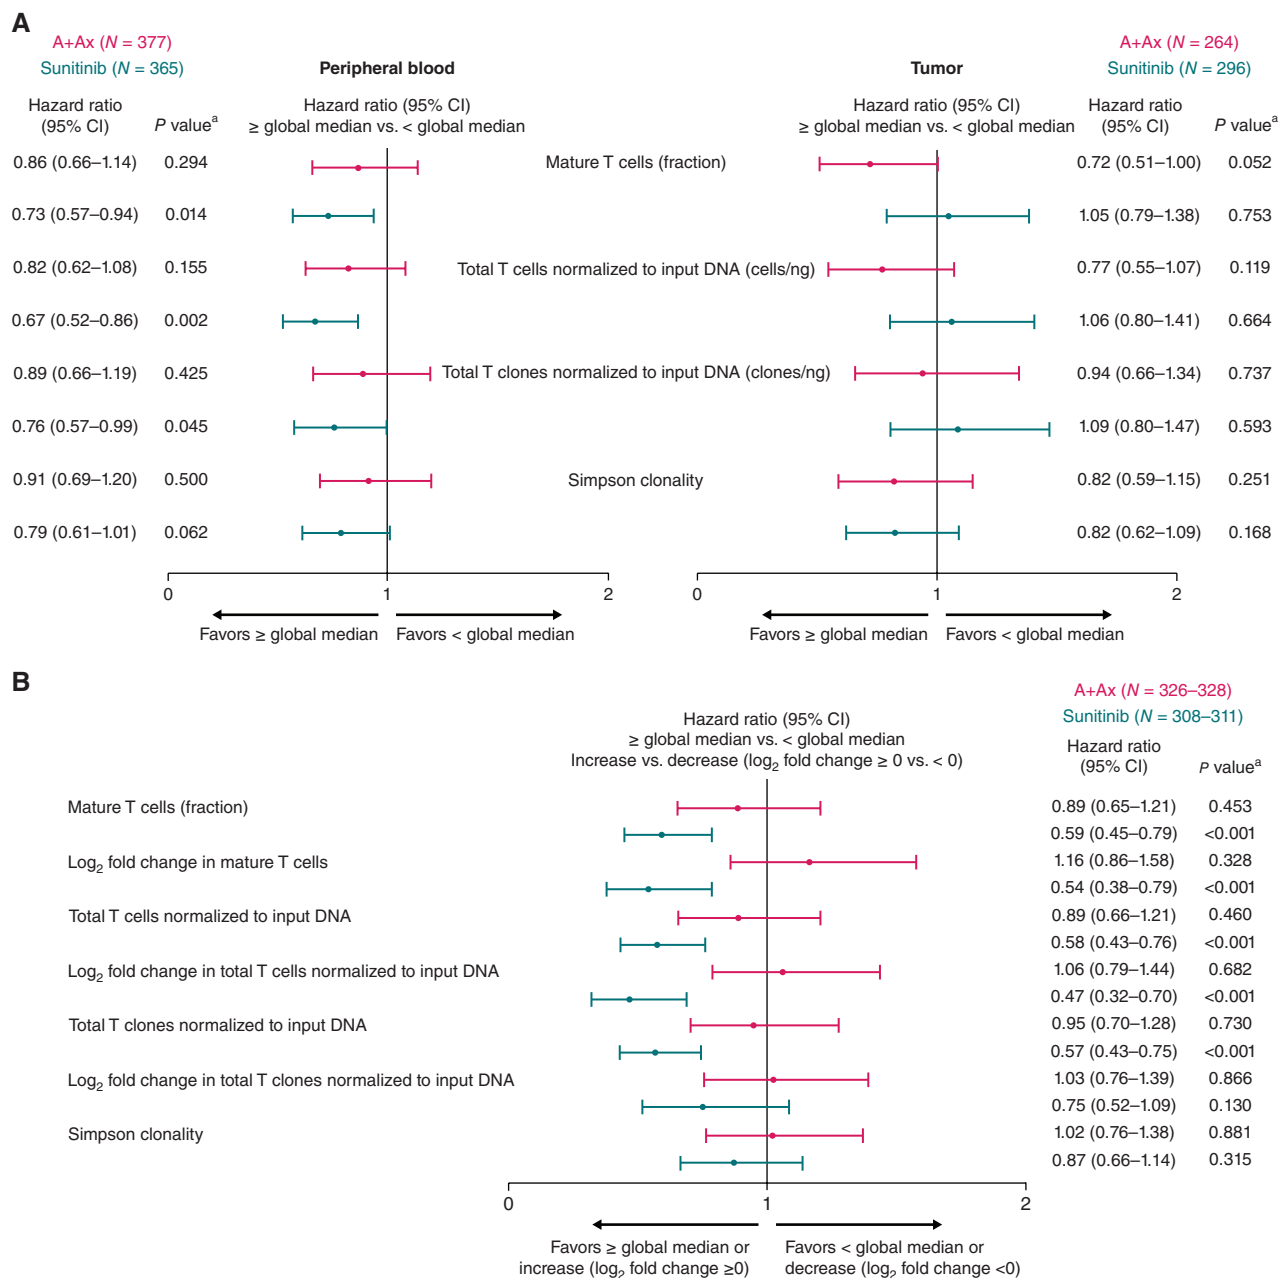 A
A+Ax (N = 377)
Sunitinib (N = 365)
Peripheral blood
Tumor
A+Ax (N = 264)
Sunitinib (N = 296)
Hazard ratio
(95% CI)
P valueᵃ
Hazard ratio (95% CI)
≥ global median vs. < global median
Hazard ratio (95% CI)
≥ global median vs. < global median
Hazard ratio
(95% CI)
P valueᵃ
0.86 (0.66–1.14) 0.294 Mature T cells (fraction) 0.72 (0.51–1.00) 0.052
0.73 (0.57–0.94) 0.014 1.05 (0.79–1.38) 0.753
0.82 (0.62–1.08) 0.155 Total T cells normalized to input DNA (cells/ng) 0.77 (0.55–1.07) 0.119
0.67 (0.52–0.86) 0.002 1.06 (0.80–1.41) 0.664
0.89 (0.66–1.19) 0.425 Total T clones normalized to input DNA (clones/ng) 0.94 (0.66–1.34) 0.737
0.76 (0.57–0.99) 0.045 1.09 (0.80–1.47) 0.593
0.91 (0.69–1.20) 0.500 Simpson clonality 0.82 (0.59–1.15) 0.251
0.79 (0.61–1.01) 0.062 0.82 (0.62–1.09) 0.168
0 1 2 0 1 2
Favors ≥ global median Favors < global median Favors ≥ global median Favors < global median
B
A+Ax (N = 326–328)
Sunitinib (N = 308–311)
Hazard ratio (95% CI)
≥ global median vs. < global median
Increase vs. decrease (log₂ fold change ≥ 0 vs. < 0)
Hazard ratio
(95% CI)
P valueᵃ
Mature T cells (fraction) 0.89 (0.65–1.21) 0.453
0.59 (0.45–0.79) <0.001
Log₂ fold change in mature T cells 1.16 (0.86–1.58) 0.328
0.54 (0.38–0.79) <0.001
Total T cells normalized to input DNA 0.89 (0.66–1.21) 0.460
0.58 (0.43–0.76) <0.001
Log₂ fold change in total T cells normalized to input DNA 1.06 (0.79–1.44) 0.682
0.47 (0.32–0.70) <0.001
Total T clones normalized to input DNA 0.95 (0.70–1.28) 0.730
0.57 (0.43–0.75) <0.001
Log₂ fold change in total T clones normalized to input DNA 1.03 (0.76–1.39) 0.866
0.75 (0.52–1.09) 0.130
Simpson clonality 1.02 (0.76–1.38) 0.881
0.87 (0.66–1.14) 0.315
0 1 2
Favors ≥ global median or
increase (log₂ fold change ≥0)
Favors < global median or
decrease (log₂ fold change <0)